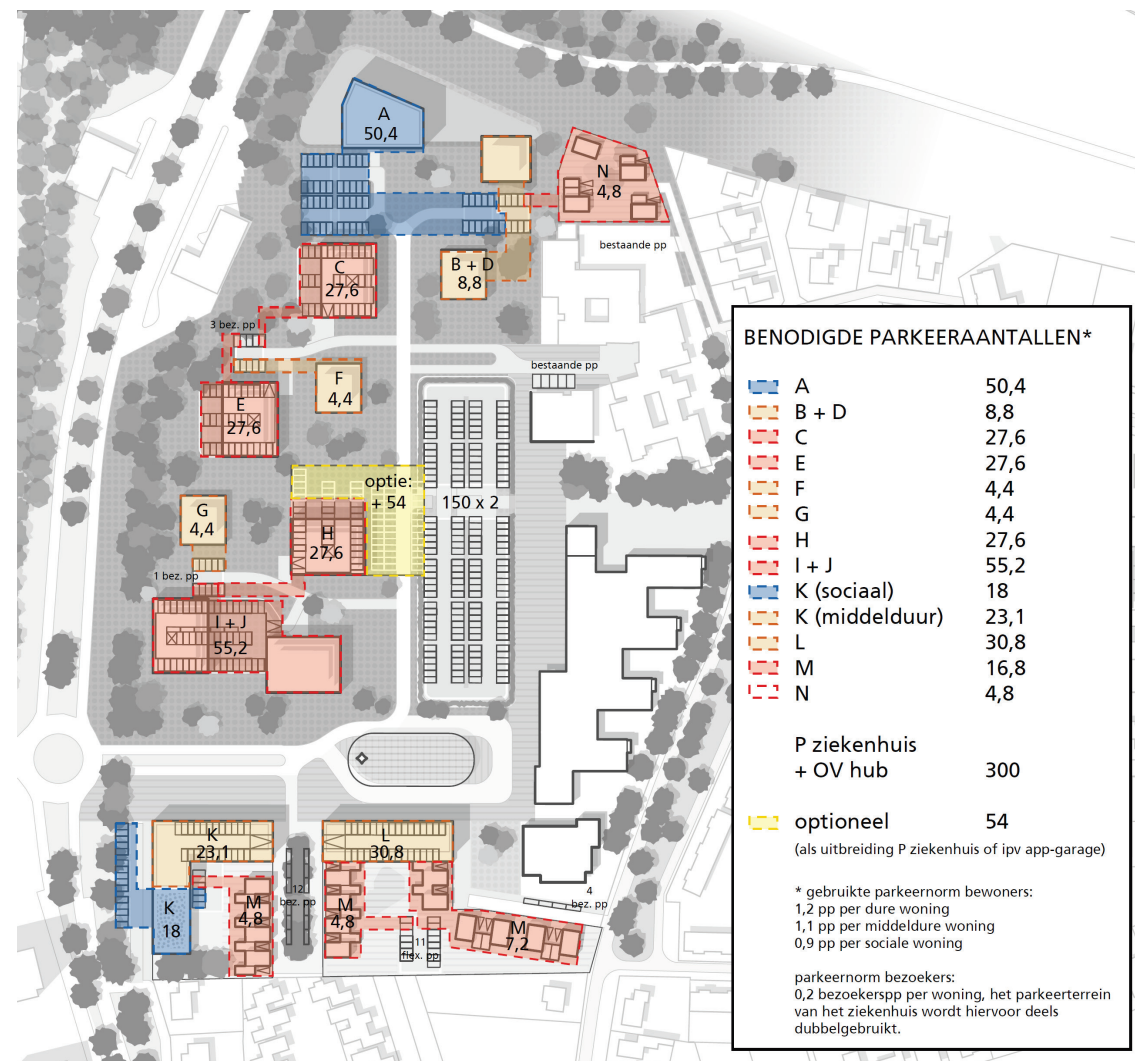 A
50,4
N
4,8
bestaande pp
B + D
8,8
C
27,6
3 bez. pp
bestaande pp
F
4,4
E
27,6
optie:
+ 54
150 x 2
G
4,4
H
27,6
1 bez. pp
I + J
55,2
K
23,1
L
30,8
12
bez. pp
4
bez. pp
M
4,8
M
4,8
K
18
M
7,2
11
flex. pp
BENODIGDE PARKEERAANTALLEN*
A 50,4
B + D 8,8
C 27,6
E 27,6
F 4,4
G 4,4
H 27,6
I + J 55,2
K (sociaal) 18
K (middelduur) 23,1
L 30,8
M 16,8
N 4,8
P ziekenhuis
+ OV hub 300
optioneel 54
(als uitbreiding P ziekenhuis of ipv app-garage)
* gebruikte parkeernorm bewoners:
1,2 pp per dure woning
1,1 pp per middeldure woning
0,9 pp per sociale woning
parkeernorm bezoekers:
0,2 bezoekerspp per woning, het parkeerterrein
van het ziekenhuis wordt hiervoor deels
dubbelgebruikt.